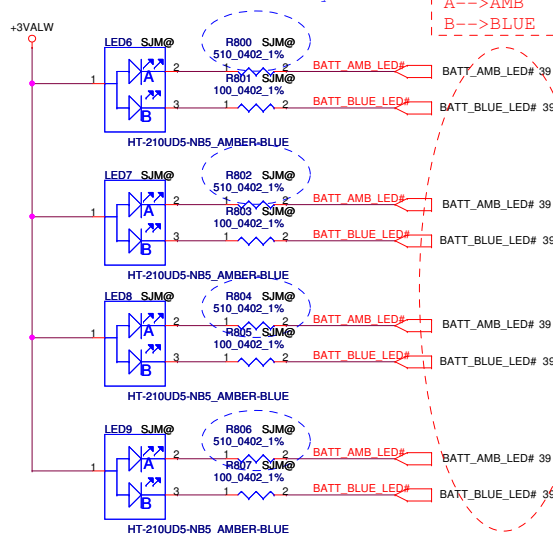 A-->AMB
B-->BLUE
+3VALW
LED6 SJM@
R800 SJM@
510_0402_1%
1 A 2 1 2 BATT_AMB_LED# BATT_AMB_LED# 39
R801 SJM@
100_0402_1%
B 3 1 2 BATT_BLUE_LED# BATT_BLUE_LED# 39
HT-210UD5-NB5_AMBER-BLUE
LED7 SJM@
R802 SJM@
510_0402_1%
1 A 2 1 2 BATT_AMB_LED# BATT_AMB_LED# 39
R803 SJM@
100_0402_1%
B 3 1 2 BATT_BLUE_LED# BATT_BLUE_LED# 39
HT-210UD5-NB5_AMBER-BLUE
LED8 SJM@
R804 SJM@
510_0402_1%
1 A 2 1 2 BATT_AMB_LED# BATT_AMB_LED# 39
R805 SJM@
100_0402_1%
B 3 1 2 BATT_BLUE_LED# BATT_BLUE_LED# 39
HT-210UD5-NB5_AMBER-BLUE
LED9 SJM@
R806 SJM@
510_0402_1%
1 A 2 1 2 BATT_AMB_LED# BATT_AMB_LED# 39
R807 SJM@
100_0402_1%
B 3 1 2 BATT_BLUE_LED# BATT_BLUE_LED# 39
HT-210UD5-NB5_AMBER-BLUE